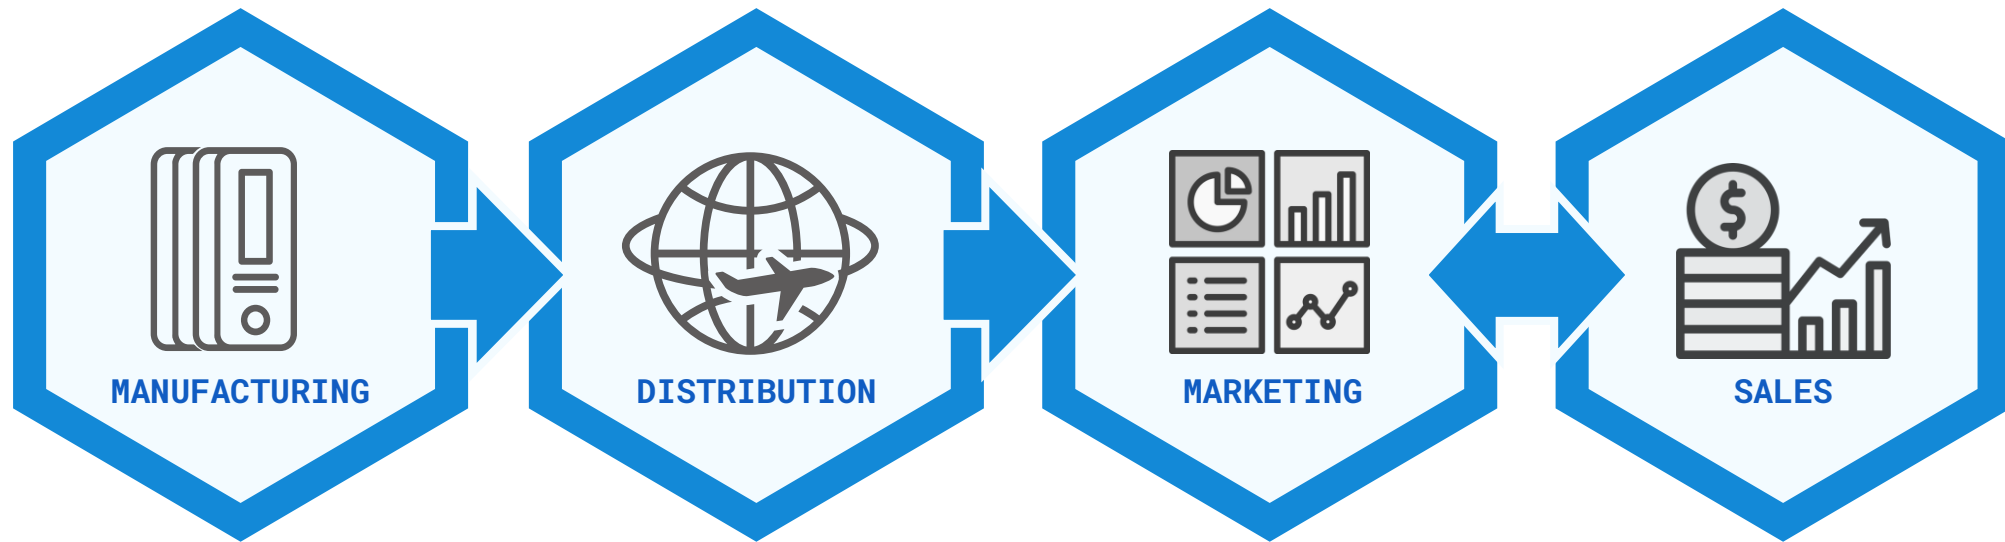 MANUFACTURING
DISTRIBUTION
MARKETING
$
SALES